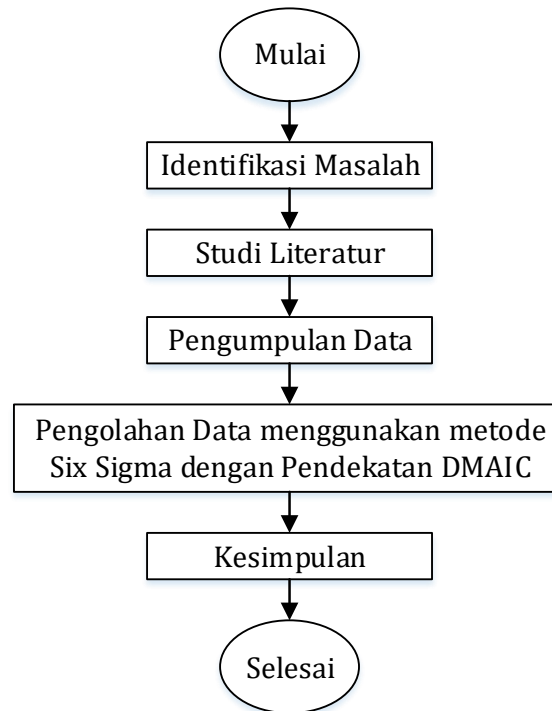 Mulai
Identifikasi Masalah
Studi Literatur
Pengumpulan Data
Pengolahan Data menggunakan metode
Six Sigma dengan Pendekatan DMAIC
Kesimpulan
Selesai